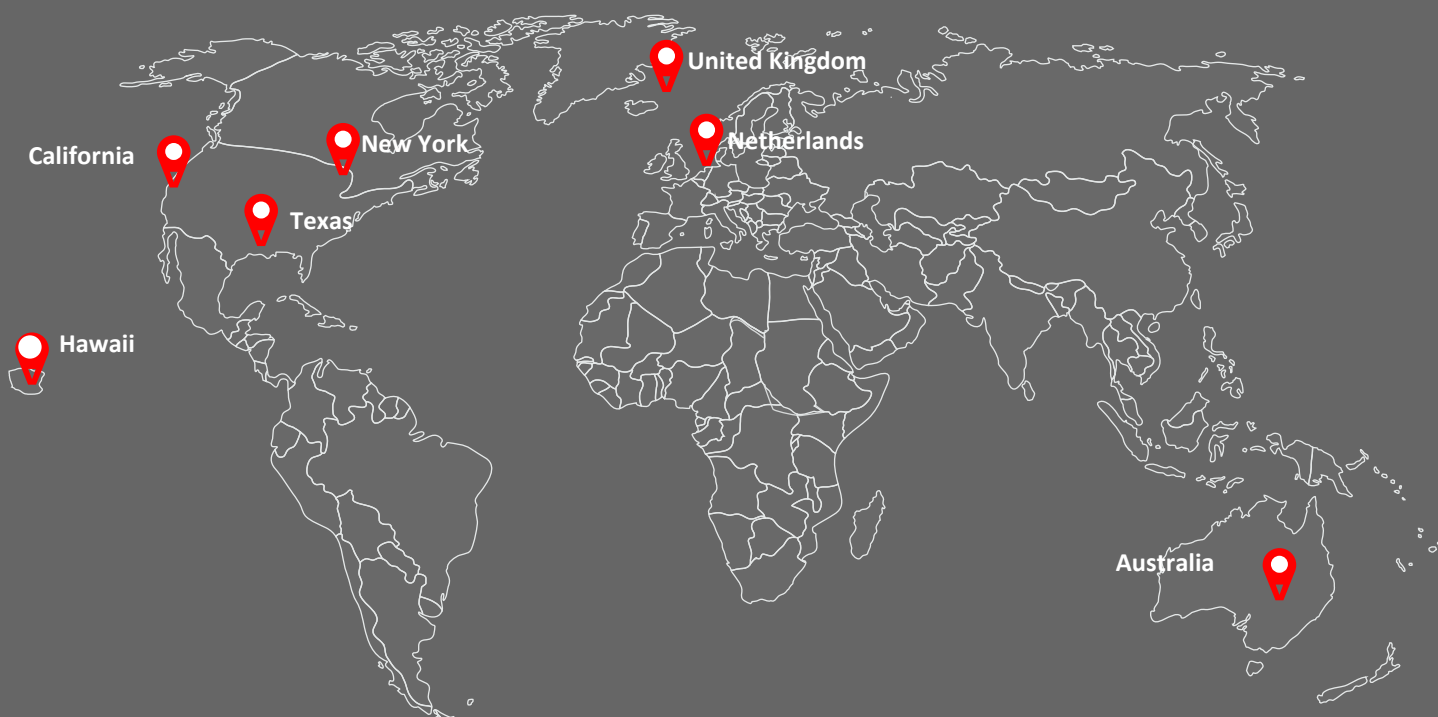 United Kingdom
Netherlands
New York
California
Texas
Hawaii
Australia